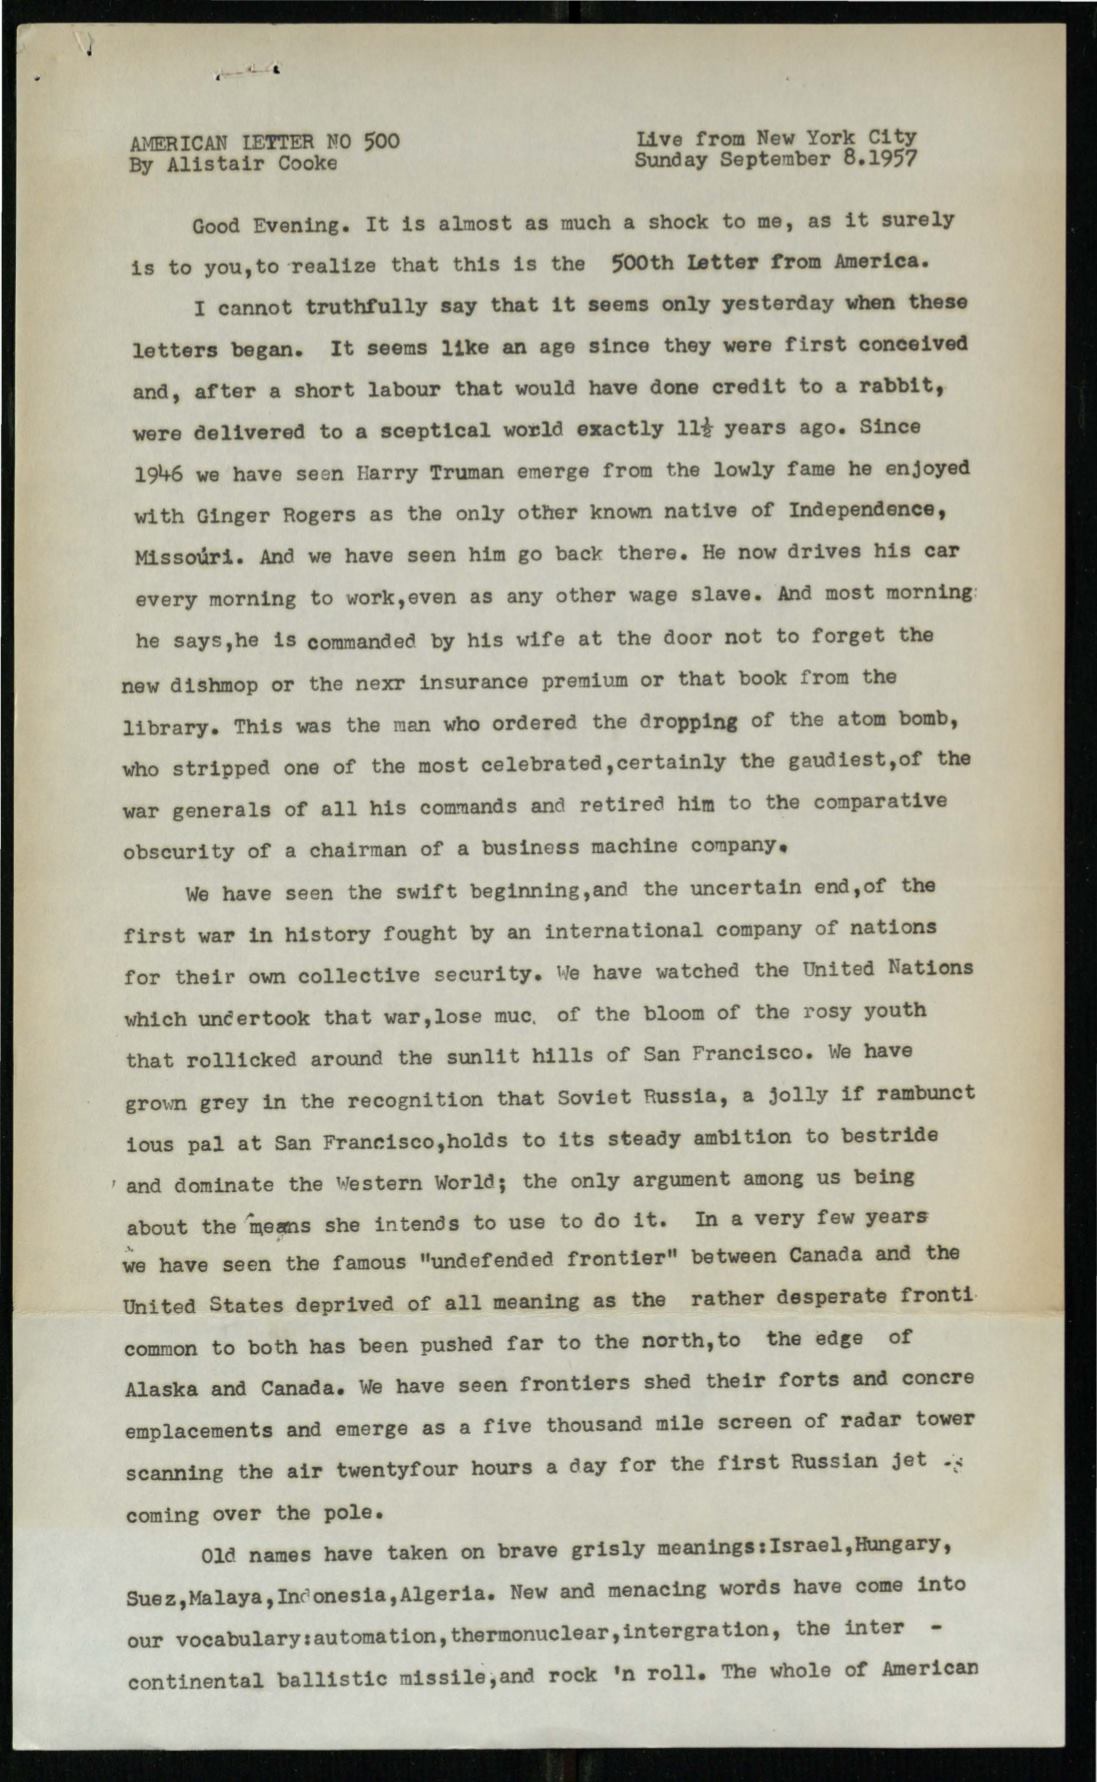 AMERICAN LETTER NO 500
By Alistair Cooke
Live from New York City
Sunday September 8.1957
Good Evening. It is almost as much a shock to me, as it surely
is to you,to realize that this is the 500th Letter from America.
I cannot truthfully say that it seems only yesterday when these
letters began. It seems like an age since they were first conceived
and, after a short labour that would have done credit to a rabbit,
were delivered to a sceptical world exactly 11½ years ago. Since
1946 we have seen Harry Truman emerge from the lowly fame he enjoyed
with Ginger Rogers as the only other known native of Independence,
Missouri. And we have seen him go back there. He now drives his car
every morning to work,even as any other wage slave. And most morning
he says,he is commanded by his wife at the door not to forget the
new dishmop or the nexr insurance premium or that book from the
library. This was the man who ordered the dropping of the atom bomb,
who stripped one of the most celebrated,certainly the gaudiest,of the
war generals of all his commands and retired him to the comparative
obscurity of a chairman of a business machine company.
We have seen the swift beginning,and the uncertain end,of the
first war in history fought by an international company of nations
for their own collective security. We have watched the United Nations
which undertook that war,lose muc. of the bloom of the rosy youth
that rollicked around the sunlit hills of San Francisco. We have
grown grey in the recognition that Soviet Russia, a jolly if rambunct
ious pal at San Francisco,holds to its steady ambition to bestride
and dominate the Western World; the only argument among us being
about the means she intends to use to do it. In a very few years
we have seen the famous "undefended frontier" between Canada and the
United States deprived of all meaning as the rather desperate fronti
common to both has been pushed far to the north,to the edge of
Alaska and Canada. We have seen frontiers shed their forts and concre
emplacements and emerge as a five thousand mile screen of radar tower
scanning the air twentyfour hours a day for the first Russian jet
coming over the pole.
Old names have taken on brave grisly meanings:Israel,Hungary,
Suez,Malaya,Indonesia,Algeria. New and menacing words have come into
our vocabulary:automation,thermonuclear,intergration, the inter -
continental ballistic missile,and rock 'n roll. The whole of American